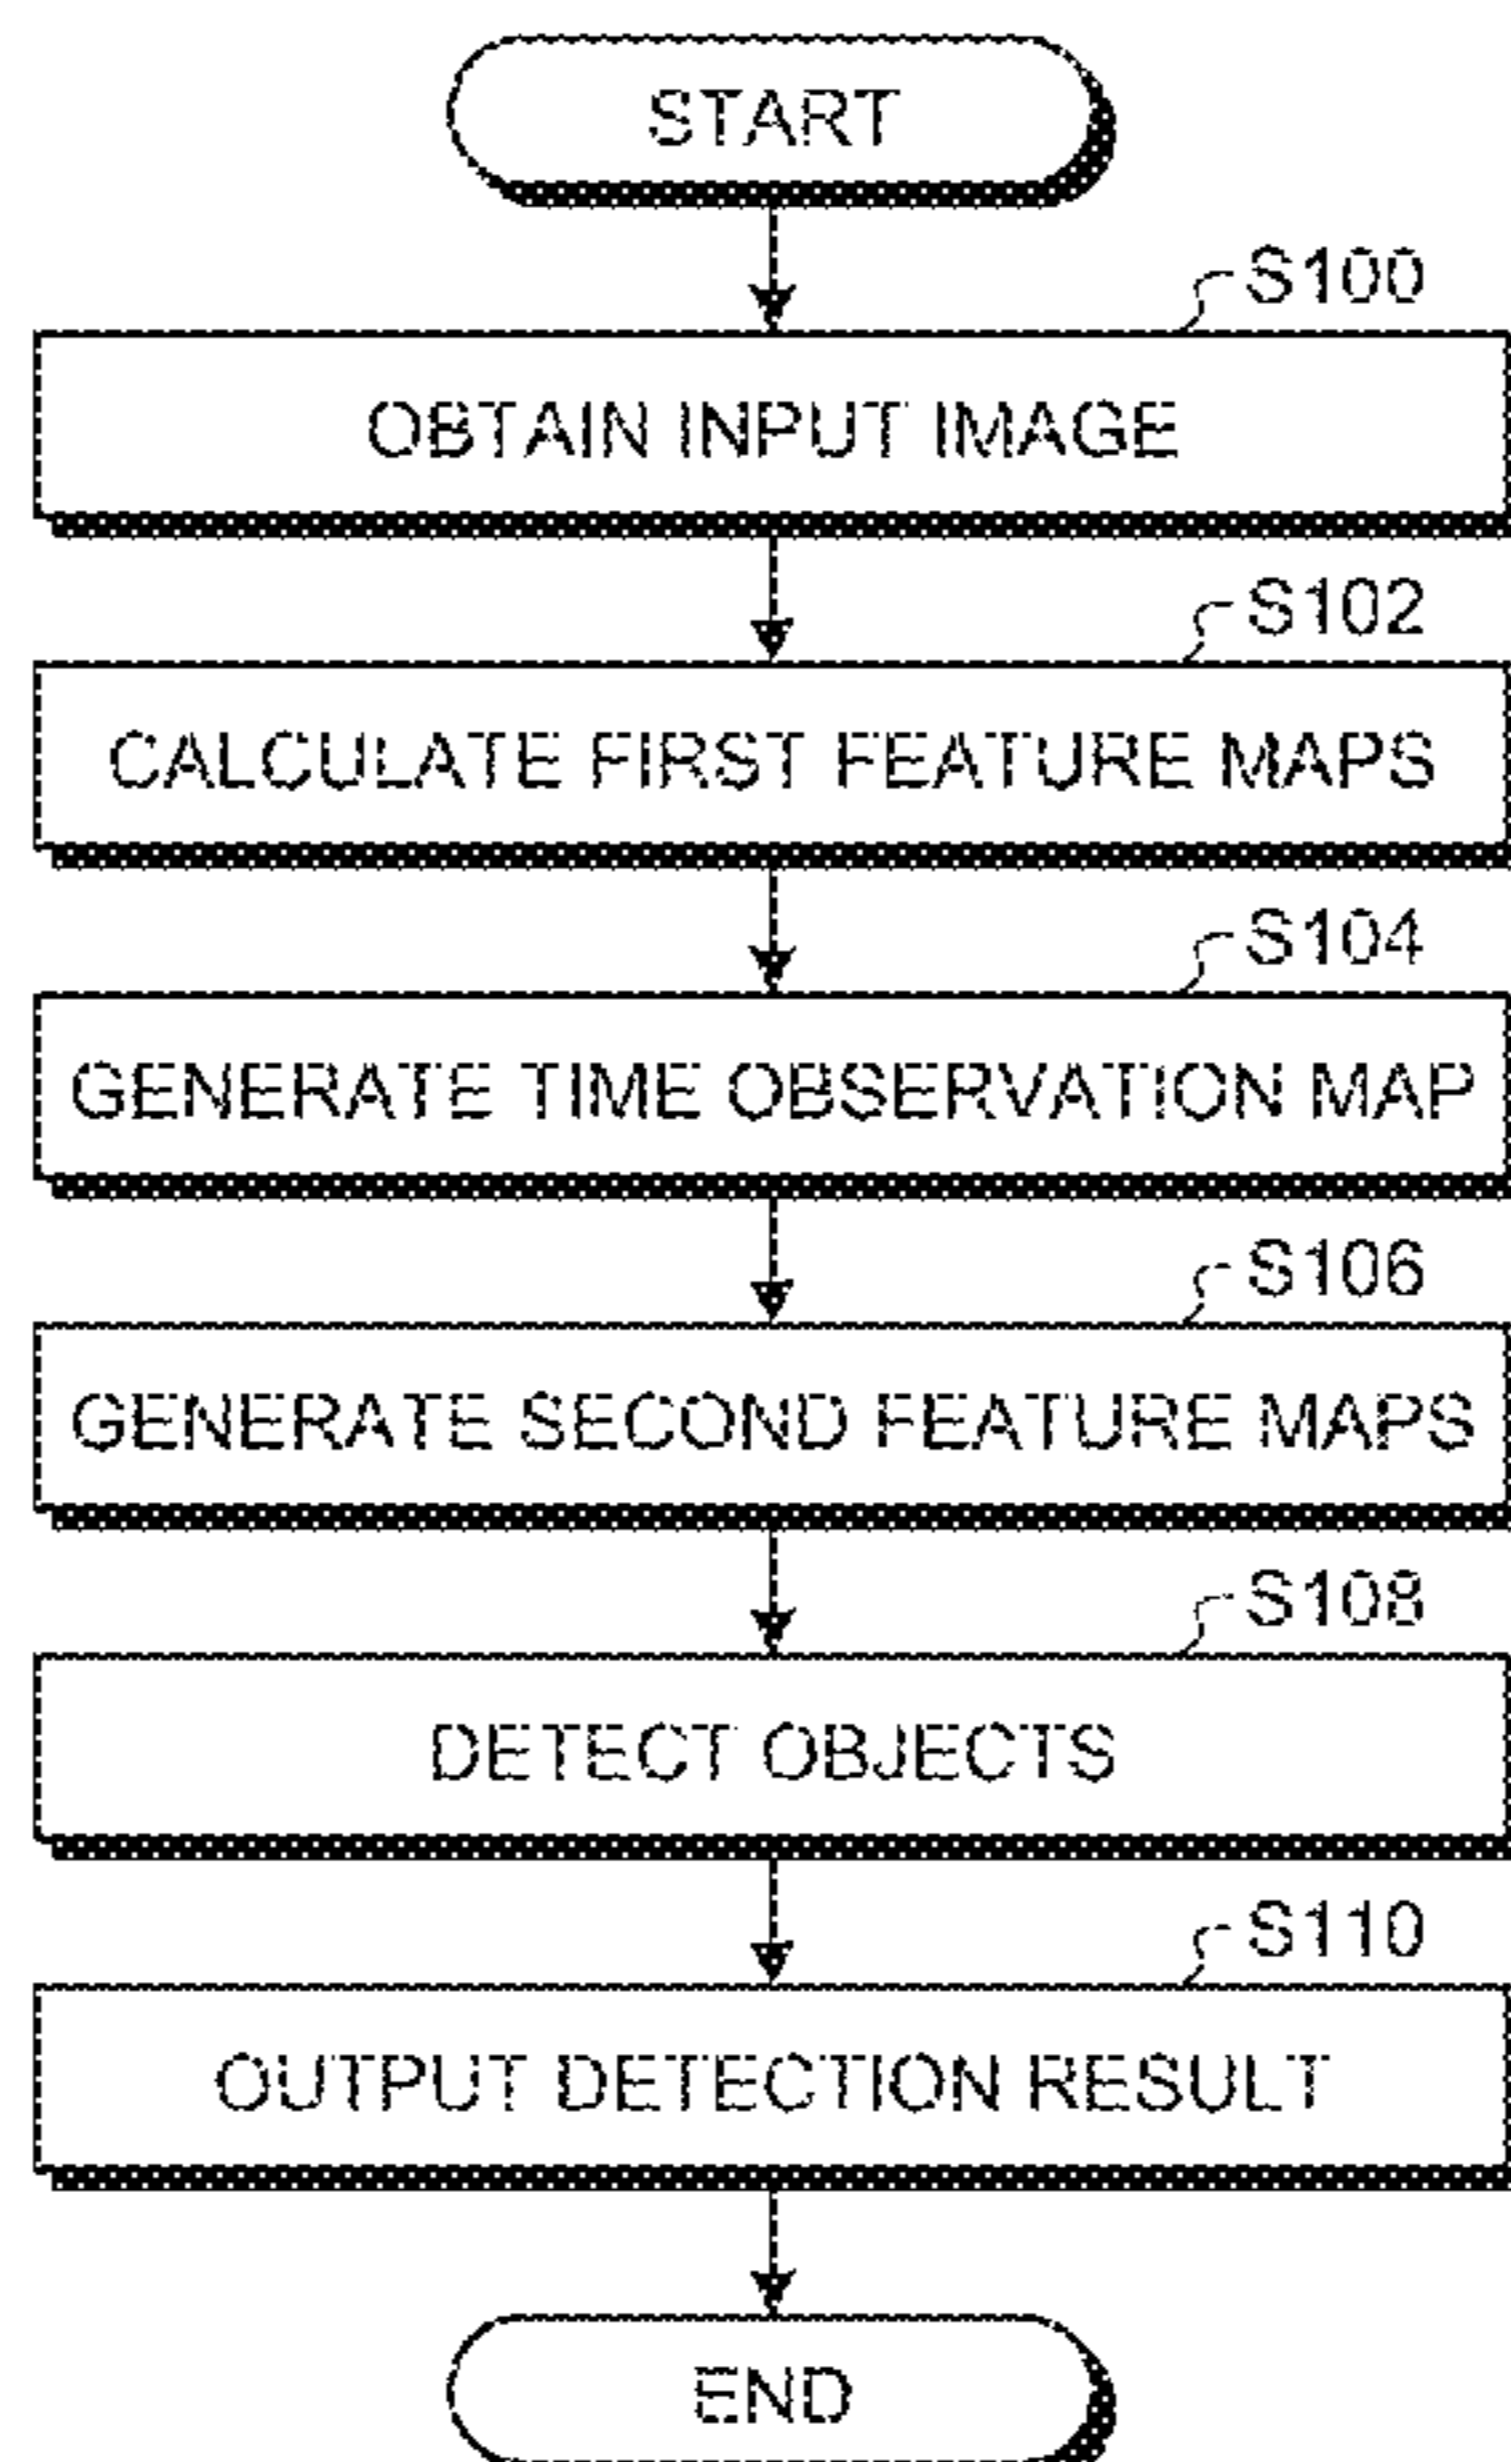 START
S100
OBTAIN INPUT IMAGE
S102
CALCULATE FIRST FEATURE MAPS
S104
GENERATE TIME OBSERVATION MAP
S106
GENERATE SECOND FEATURE MAPS
S108
DETECT OBJECTS
S110
OUTPUT DETECTION RESULT
END